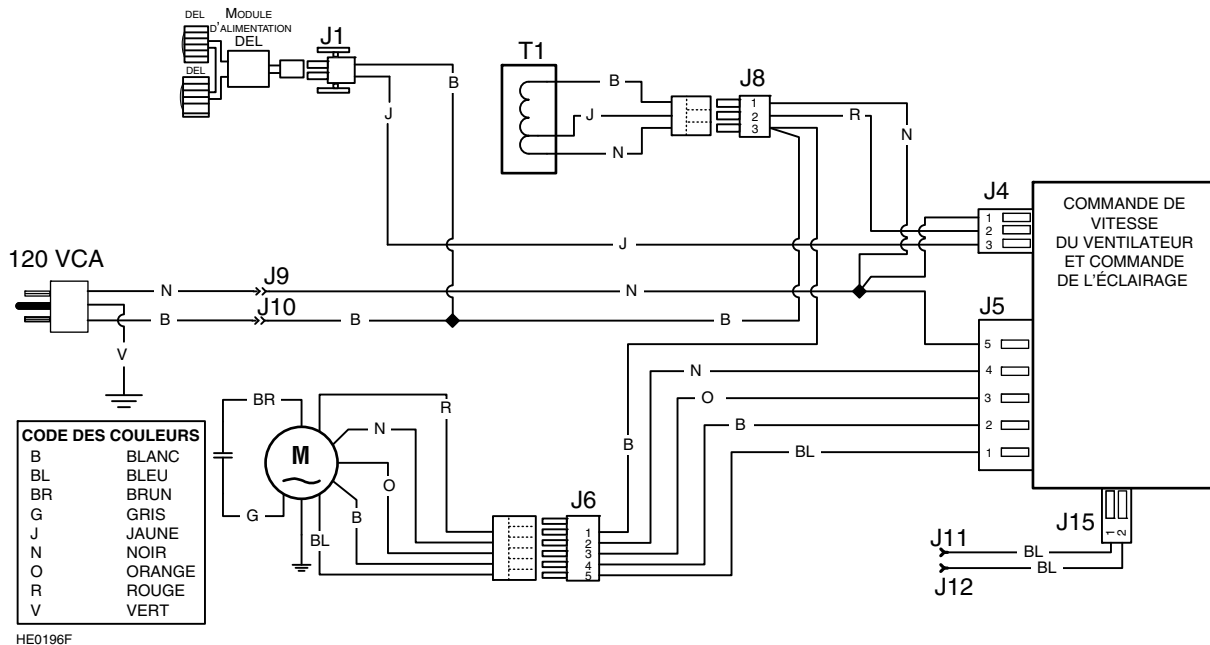 DEL
MODULE
D'ALIMENTATION
DEL
DEL
J1
B
J
T1
B
J
N
J8
1
2
3
R
N
J4
1
2
3
COMMANDE DE
VITESSE
DU VENTILATEUR
ET COMMANDE
DE L'ÉCLAIRAGE
J
120 VCA
N
J9
N
B
J10
B
B
V
J5
5
4
3
2
1
N
O
B
BL
B
BR
G
M
R
N
O
B
BL
J6
1
2
3
4
5
J15
1
2
J11
BL
BL
J12
CODE DES COULEURS
B BLANC
BL BLEU
BR BRUN
G GRIS
J JAUNE
N NOIR
O ORANGE
R ROUGE
V VERT
HE0196F